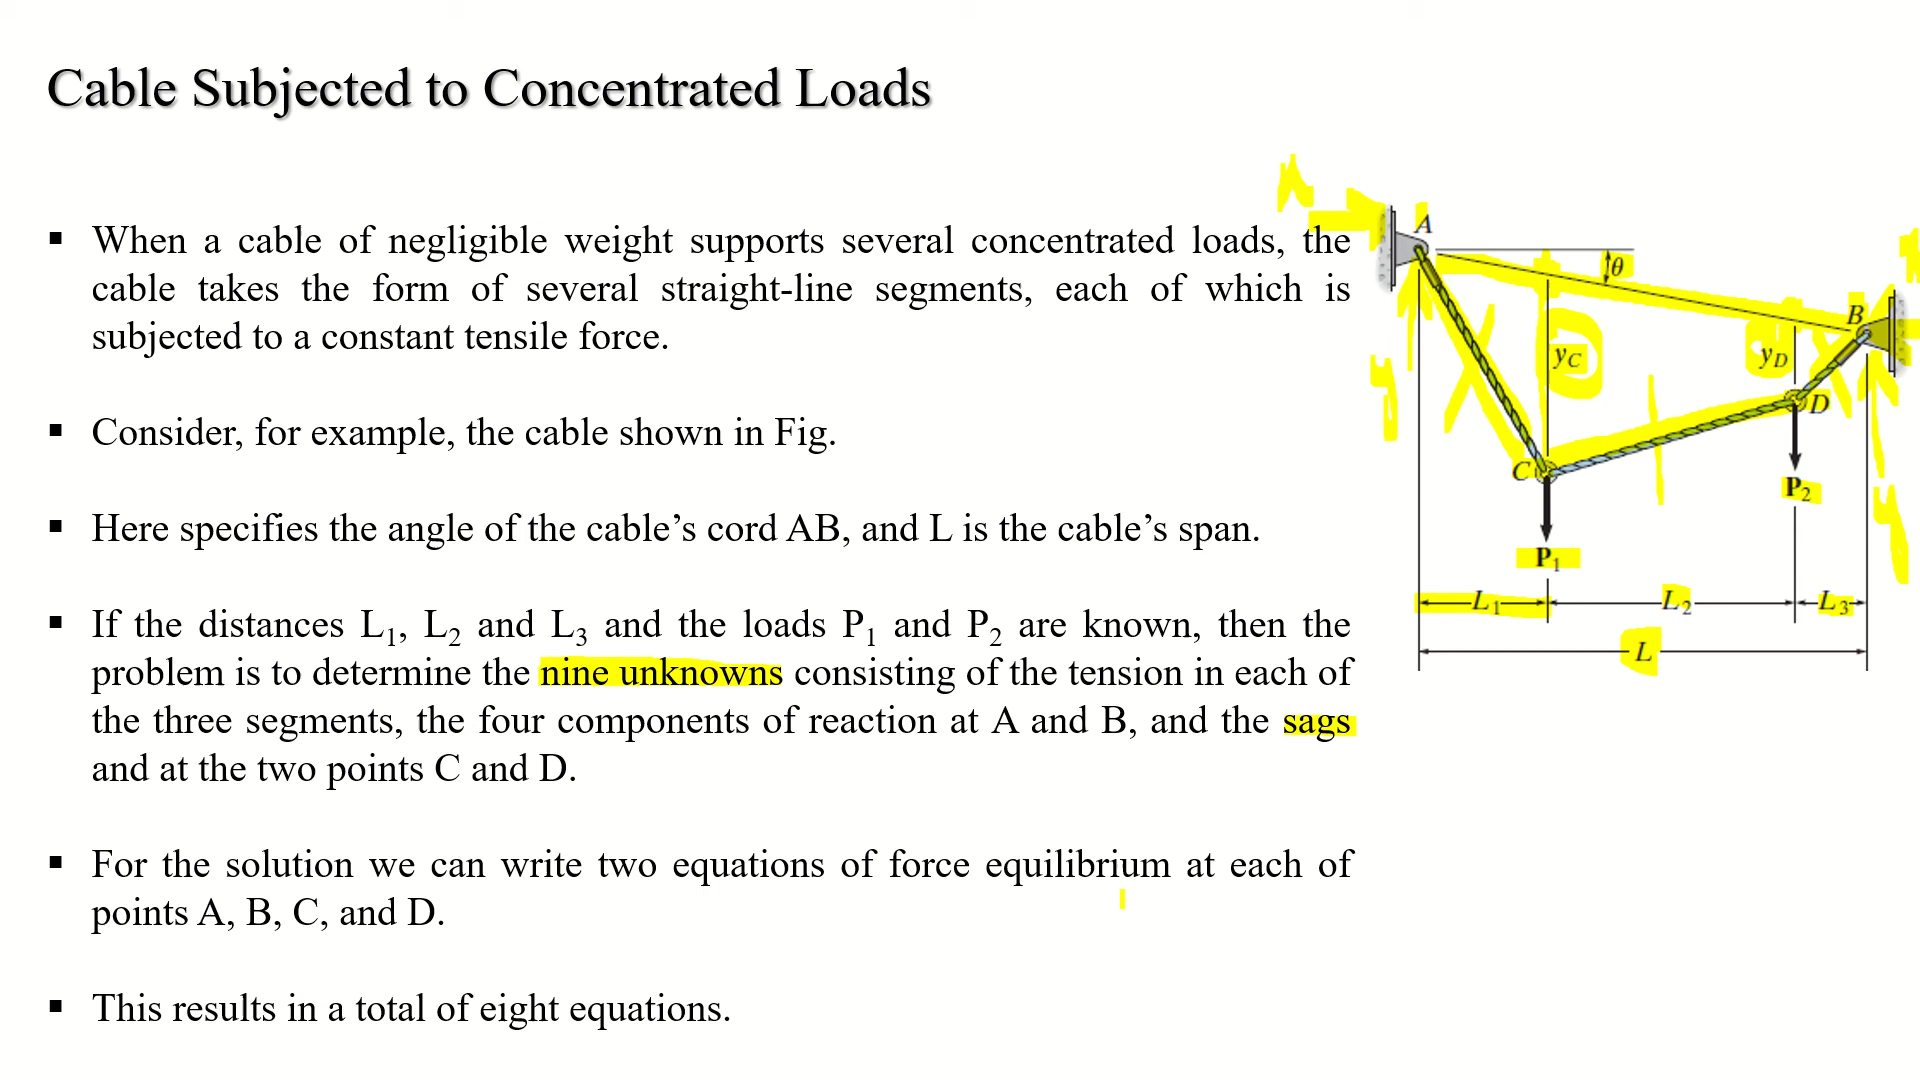 Cable Subjected to Concentrated Loads
▪ When a cable of negligible weight supports several concentrated loads, the
cable takes the form of several straight-line segments, each of which is
subjected to a constant tensile force.
▪ Consider, for example, the cable shown in Fig.
▪ Here specifies the angle of the cable’s cord AB, and L is the cable’s span.
▪ If the distances L₁, L₂ and L₃ and the loads P₁ and P₂ are known, then the
problem is to determine the nine unknowns consisting of the tension in each of
the three segments, the four components of reaction at A and B, and the sags
and at the two points C and D.
▪ For the solution we can write two equations of force equilibrium at each of
points A, B, C, and D.
▪ This results in a total of eight equations.
A
θ
B
y_C
y_D
D
C
P₂
P₁
L₁
L₂
L₃
L